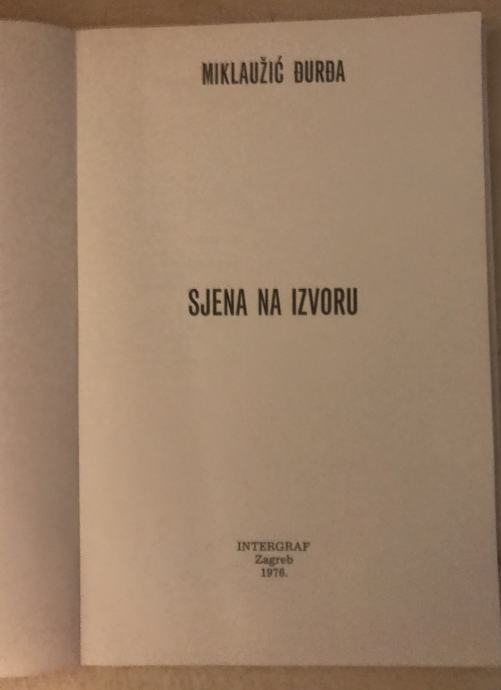 MIKLAUŽIĆ ĐURĐA
SJENA NA IZVORU
INTERGRAF
Zagreb
1976.